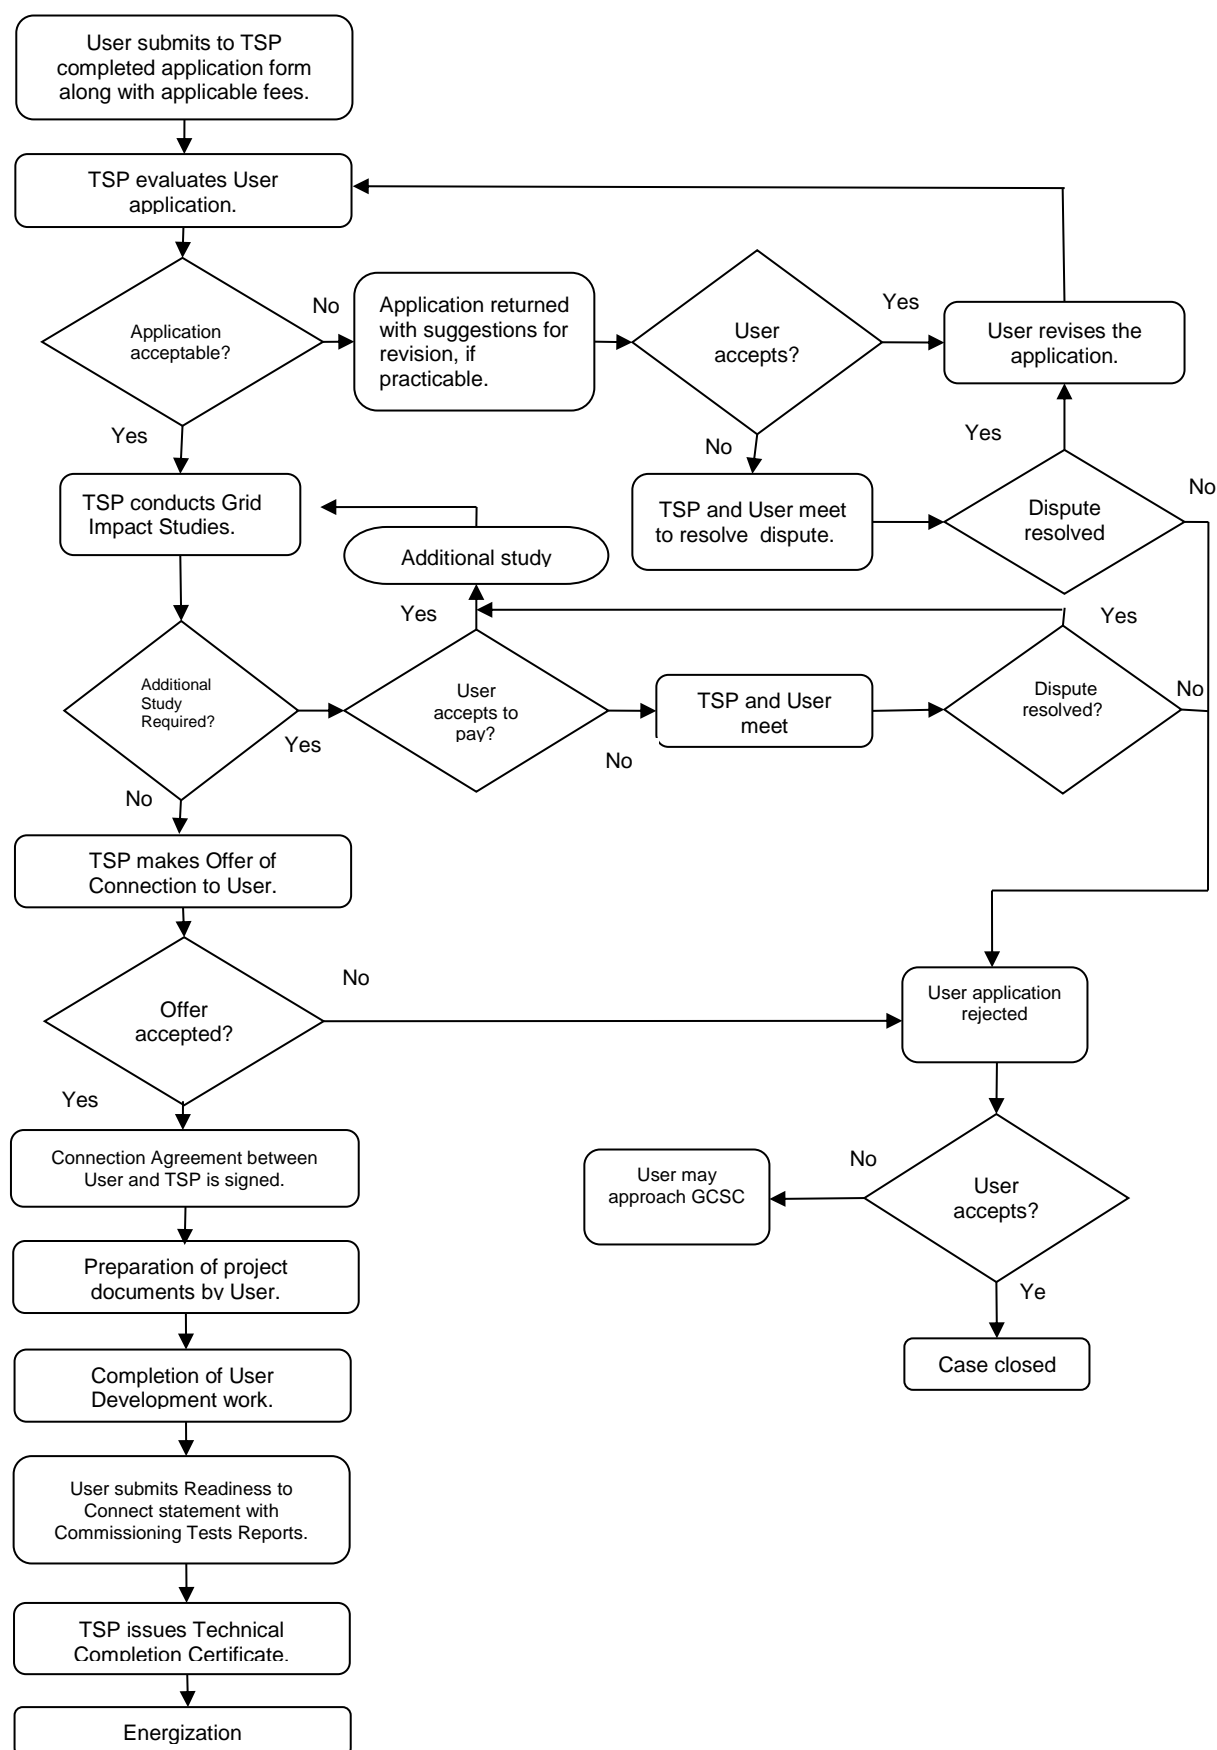 User submits to TSP
completed application form
along with applicable fees.
TSP evaluates User
application.
Application
acceptable?
No
Application returned
with suggestions for
revision, if
practicable.
User
accepts?
Yes
User revises the
application.
Yes
No
Yes
TSP conducts Grid
Impact Studies.
TSP and User meet
to resolve dispute.
Dispute
resolved
No
Additional study
Yes
Yes
Additional
Study
Required?
Yes
User
accepts to
pay?
No
TSP and User
meet
Dispute
resolved?
No
No
TSP makes Offer of
Connection to User.
Offer
accepted?
No
User application
rejected
Yes
Connection Agreement between
User and TSP is signed.
User may
approach GCSC
No
User
accepts?
Ye
Preparation of project
documents by User.
Case closed
Completion of User
Development work.
User submits Readiness to
Connect statement with
Commissioning Tests Reports.
TSP issues Technical
Completion Certificate.
Energization